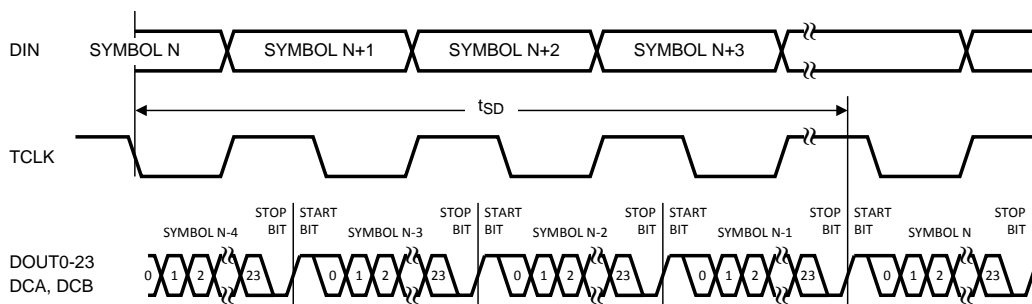 DIN
SYMBOL N
SYMBOL N+1
SYMBOL N+2
SYMBOL N+3
tSD
TCLK
STOP BIT
START BIT
STOP BIT
START BIT
STOP BIT
START BIT
STOP BIT
START BIT
STOP BIT
SYMBOL N-4
SYMBOL N-3
SYMBOL N-2
SYMBOL N-1
SYMBOL N
DOUT0-23
DCA, DCB
0 1 2 23
0 1 2 23
0 1 2 23
0 1 2 23
0 1 2 23